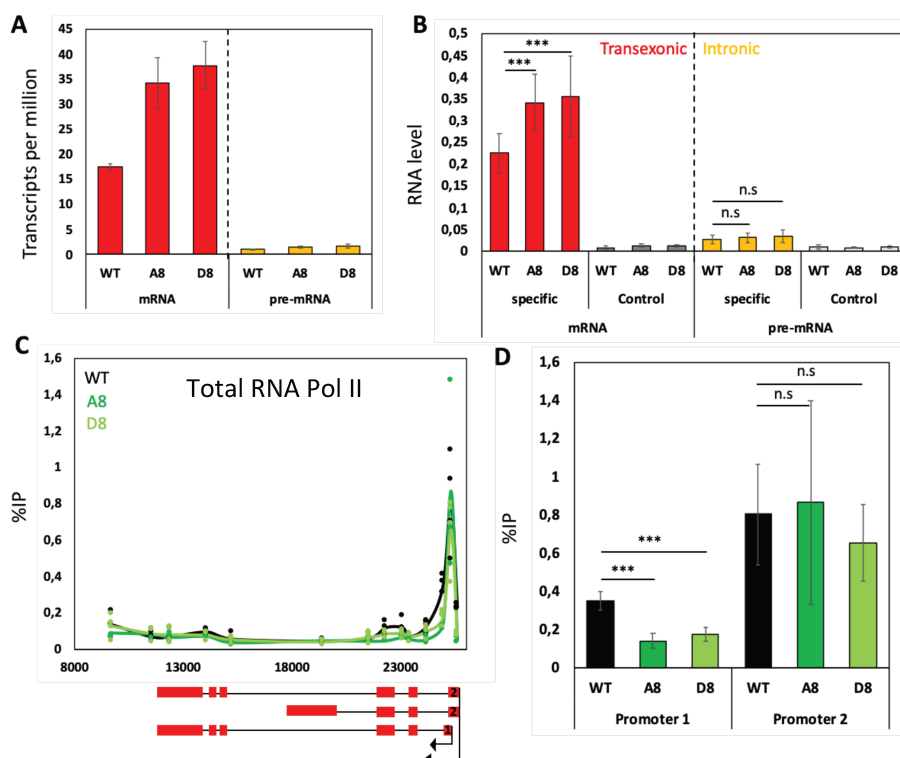 A
Transcripts per million
45
40
35
30
25
20
15
10
5
0
WT A8 D8 WT A8 D8
mRNA pre-mRNA
B
RNA level
0,5
0,45
0,4
0,35
0,3
0,25
0,2
0,15
0,1
0,05
0
Transexonic Intronic
***
***
n.s
n.s
WT A8 D8 WT A8 D8 WT A8 D8 WT A8 D8
specific Control specific Control
mRNA pre-mRNA
C
%IP
1,6
1,4
1,2
1
0,8
0,6
0,4
0,2
0
WT
A8
D8
Total RNA Pol II
8000 13000 18000 23000
2
2
1
D
%IP
1,6
1,4
1,2
1
0,8
0,6
0,4
0,2
0
***
***
n.s
n.s
WT A8 D8 WT A8 D8
Promoter 1 Promoter 2